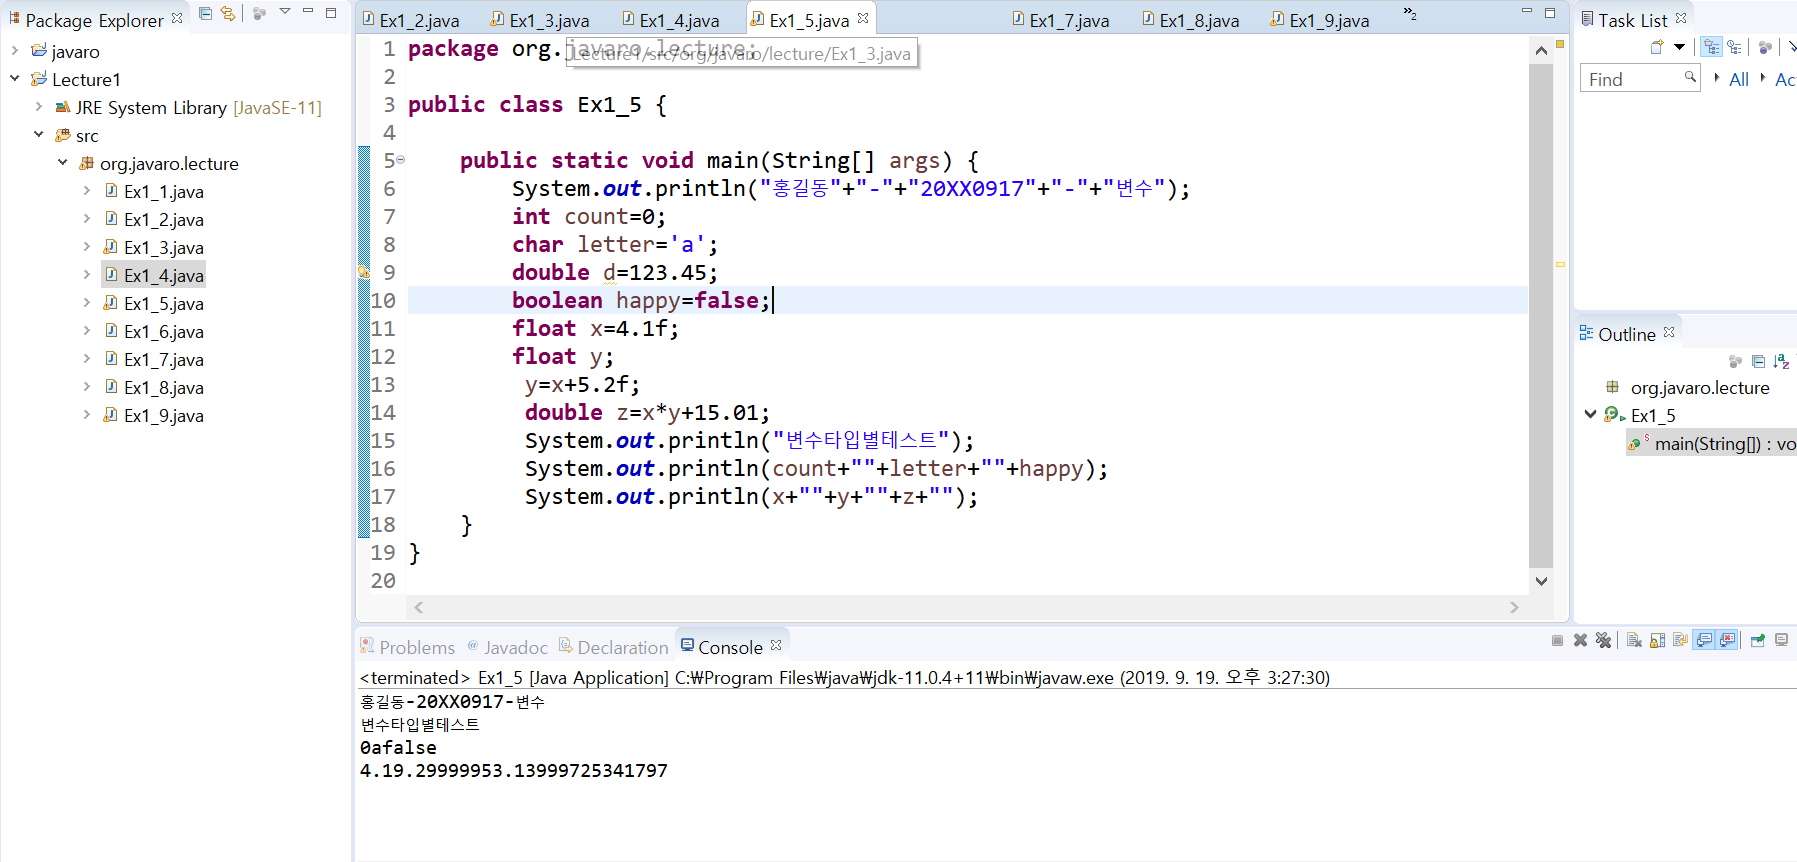 Package Explorer
javaro
Lecture1
JRE System Library [JavaSE-11]
src
org.javaro.lecture
Ex1_1.java
Ex1_2.java
Ex1_3.java
Ex1_4.java
Ex1_5.java
Ex1_6.java
Ex1_7.java
Ex1_8.java
Ex1_9.java
Ex1_2.java Ex1_3.java Ex1_4.java Ex1_5.java Ex1_7.java Ex1_8.java Ex1_9.java »2
Lecture1/src/org/javaro/lecture/Ex1_3.java
1 package org.javaro.lecture;
2
3 public class Ex1_5 {
4
5 public static void main(String[] args) {
6 System.out.println("홍길동"+"-"+"20XX0917"+"-"+"변수");
7 int count=0;
8 char letter='a';
9 double d=123.45;
10 boolean happy=false;
11 float x=4.1f;
12 float y;
13 y=x+5.2f;
14 double z=x*y+15.01;
15 System.out.println("변수타입별테스트");
16 System.out.println(count+""+letter+""+happy);
17 System.out.println(x+""+y+""+z+"");
18 }
19 }
20
Task List
Find All Ac
Outline
org.javaro.lecture
Ex1_5
main(String[]) : vo
Problems @ Javadoc Declaration Console
<terminated> Ex1_5 [Java Application] C:₩Program Files₩java₩jdk-11.0.4+11₩bin₩javaw.exe (2019. 9. 19. 오후 3:27:30)
홍길동-20XX0917-변수
변수타입별테스트
0afalse
4.19.29999953.13999725341797